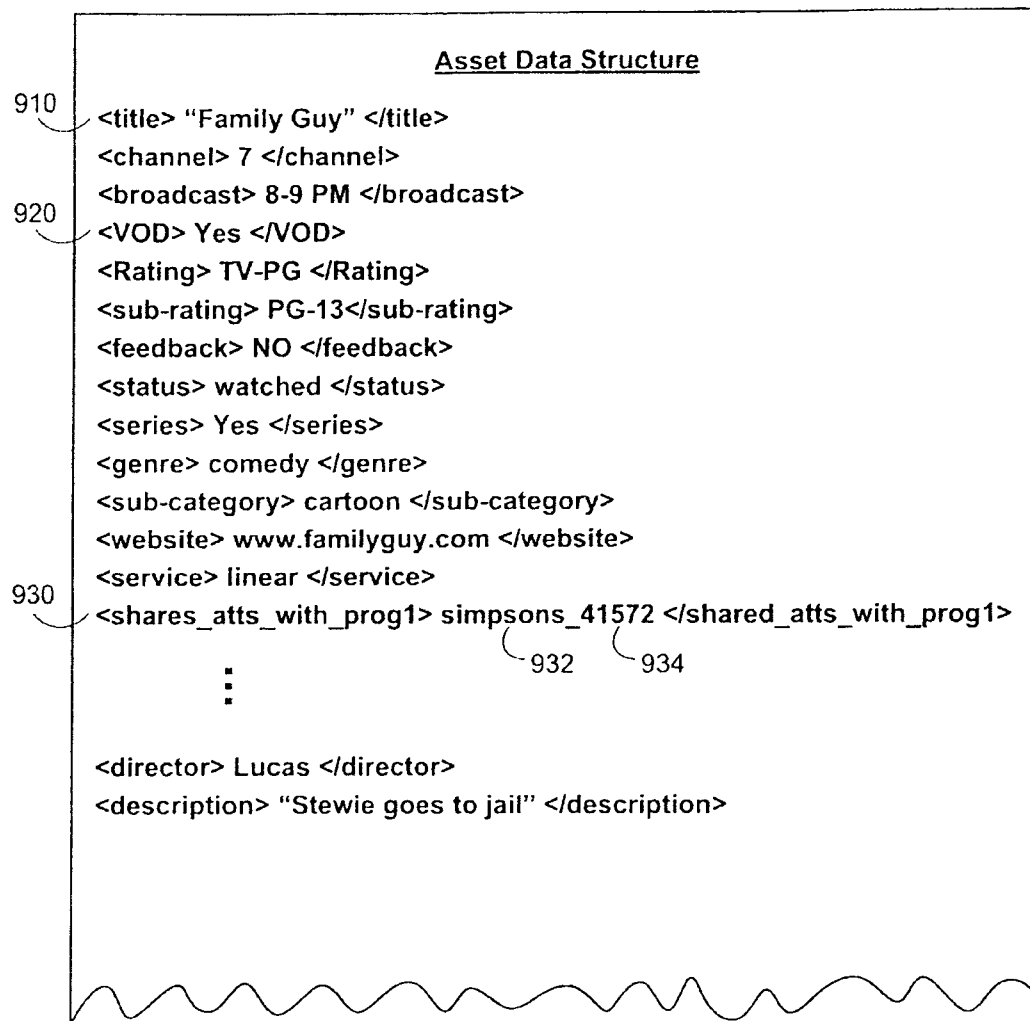 Asset Data Structure
910
<title> “Family Guy” </title>
<channel> 7 </channel>
<broadcast> 8-9 PM </broadcast>
920
<VOD> Yes </VOD>
<Rating> TV-PG </Rating>
<sub-rating> PG-13</sub-rating>
<feedback> NO </feedback>
<status> watched </status>
<series> Yes </series>
<genre> comedy </genre>
<sub-category> cartoon </sub-category>
<website> www.familyguy.com </website>
<service> linear </service>
930
<shares_atts_with_prog1> simpsons_41572 </shared_atts_with_prog1>
932 934
<director> Lucas </director>
<description> “Stewie goes to jail” </description>